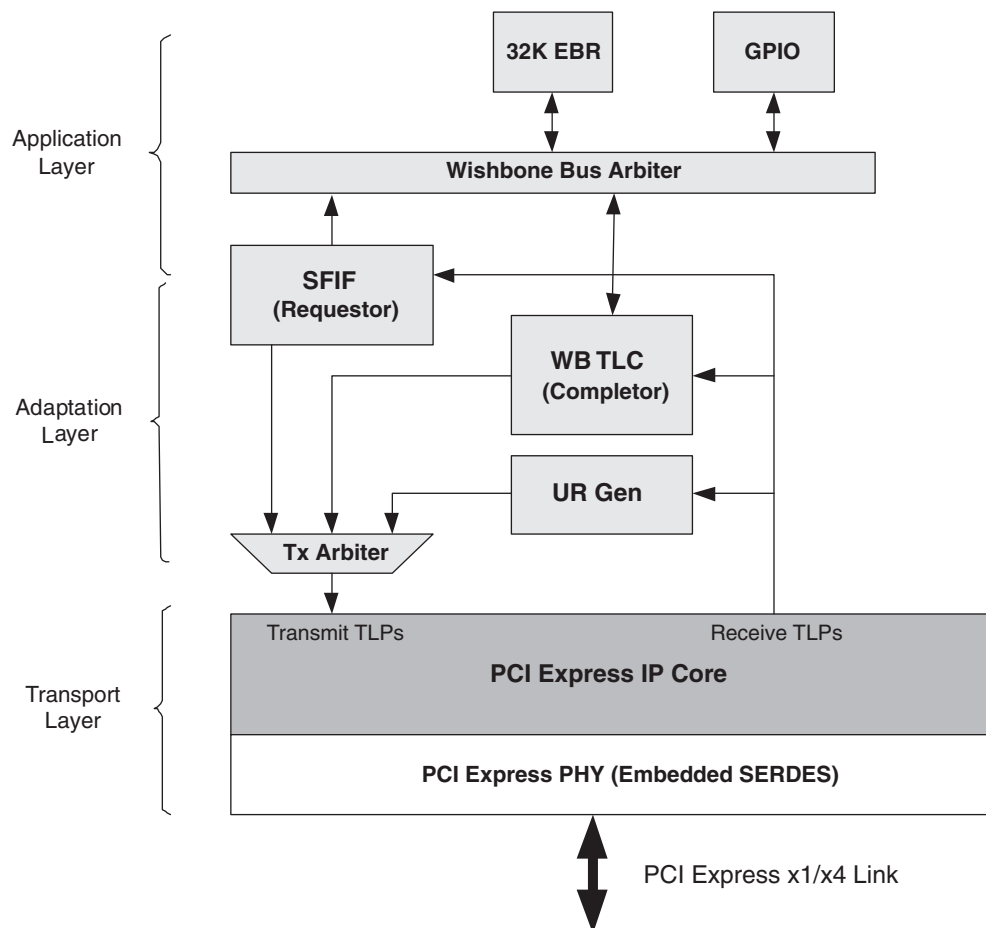 32K EBR
GPIO
Application
Layer
Wishbone Bus Arbiter
SFIF
(Requestor)
WB TLC
(Completor)
Adaptation
Layer
UR Gen
Tx Arbiter
Transmit TLPs
Receive TLPs
PCI Express IP Core
Transport
Layer
PCI Express PHY (Embedded SERDES)
PCI Express x1/x4 Link